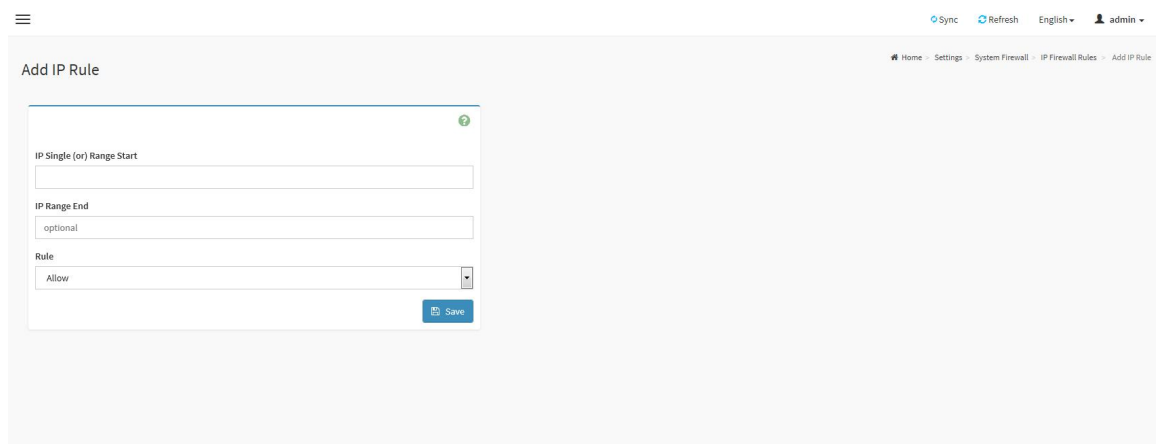 Sync Refresh English admin
Add IP Rule
Home > Settings > System Firewall > IP Firewall Rules > Add IP Rule
?
IP Single (or) Range Start
IP Range End
optional
Rule
Allow
Save